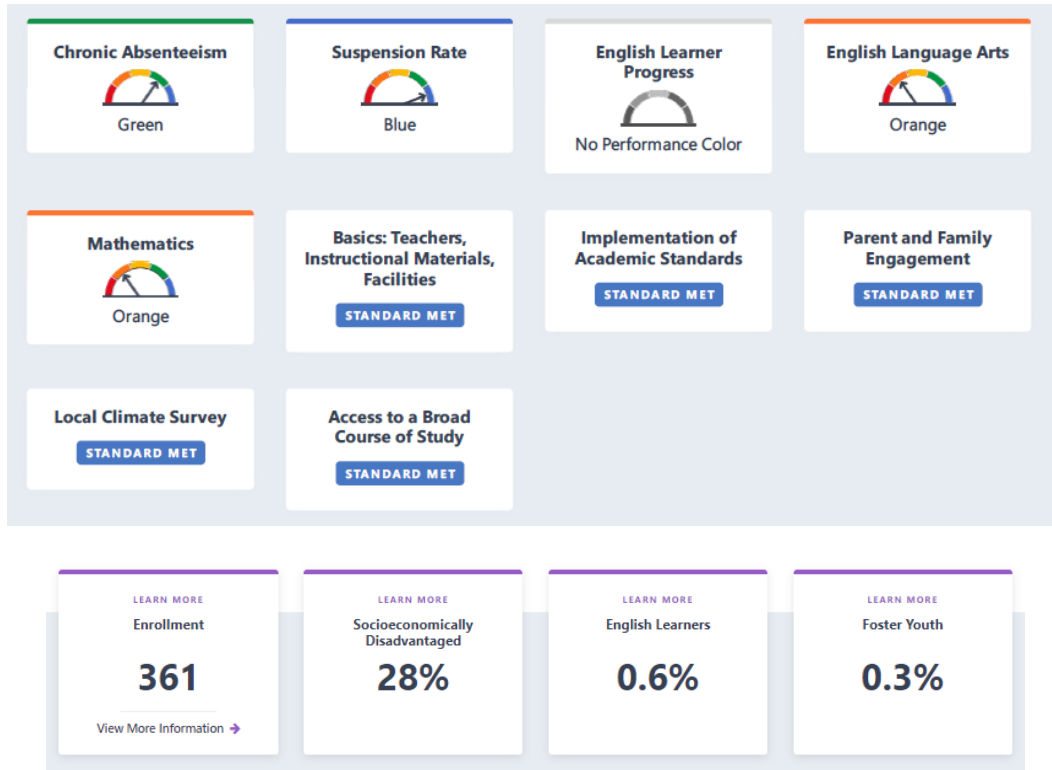 Chronic Absenteeism
Green
Suspension Rate
Blue
English Learner
Progress
No Performance Color
English Language Arts
Orange
Mathematics
Orange
Basics: Teachers,
Instructional Materials,
Facilities
STANDARD MET
Implementation of
Academic Standards
STANDARD MET
Parent and Family
Engagement
STANDARD MET
Local Climate Survey
STANDARD MET
Access to a Broad
Course of Study
STANDARD MET
LEARN MORE
Enrollment
361
View More Information →
LEARN MORE
Socioeconomically
Disadvantaged
28%
LEARN MORE
English Learners
0.6%
LEARN MORE
Foster Youth
0.3%